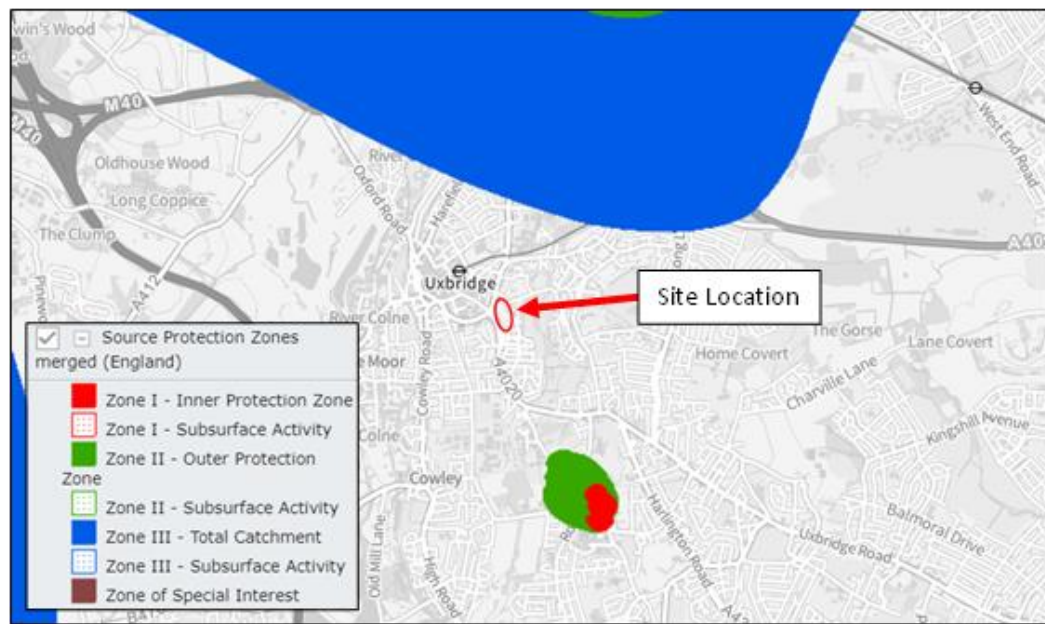 win's Wood
M40
M40
M40
Oldhouse Wood
Long Coppice
The Clump
A412
Oxford Road
River
Harefi
Uxbridge
River Colne
Moor
Colne
Cowley Road
A4020
Long L
West End Road
A40
Site Location
The Gorse
Lane Covert
Home Covert
Charville Lane
Kingshill Avenue
Balmoral Drive
Uxbridge Road
Harlington Road
Cowley
Old Mill Lane
High Road
Source Protection Zones
merged (England)
Zone I - Inner Protection Zone
Zone I - Subsurface Activity
Zone II - Outer Protection
Zone
Zone II - Subsurface Activity
Zone III - Total Catchment
Zone III - Subsurface Activity
Zone of Special Interest